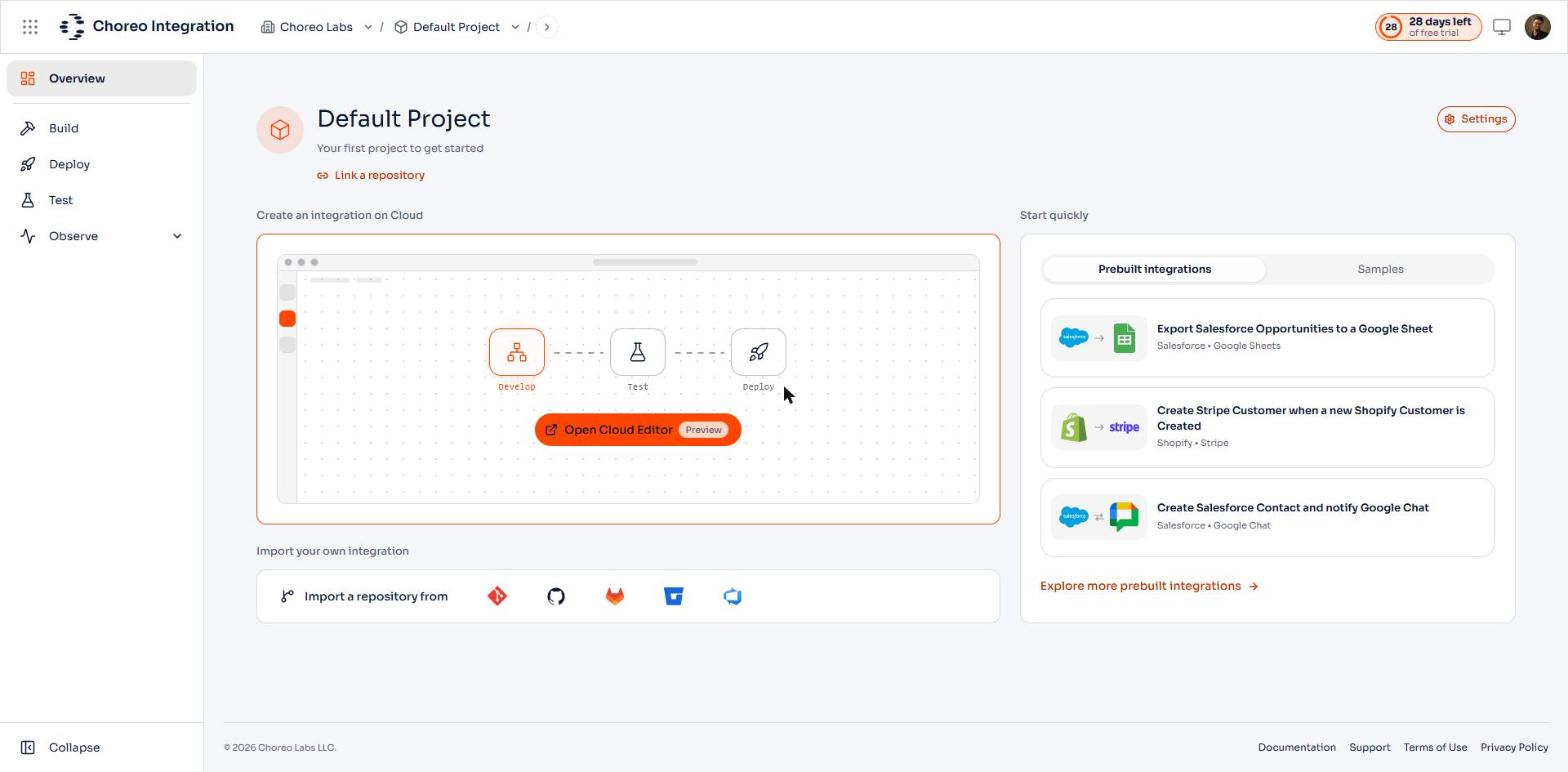 Choreo Integration
Choreo Labs
/
Default Project
/
28
28 days left
of free trial
Overview
Build
Deploy
Test
Observe
Collapse
Default Project
Your first project to get started
Link a repository
Settings
Create an integration on Cloud
Develop
Test
Deploy
Open Cloud Editor
Preview
Import your own integration
Import a repository from
Start quickly
Prebuilt integrations
Samples
salesforce
Export Salesforce Opportunities to a Google Sheet
Salesforce • Google Sheets
stripe
Create Stripe Customer when a new Shopify Customer is
Created
Shopify • Stripe
salesforce
Create Salesforce Contact and notify Google Chat
Salesforce • Google Chat
Explore more prebuilt integrations
© 2026 Choreo Labs LLC.
Documentation
Support
Terms of Use
Privacy Policy